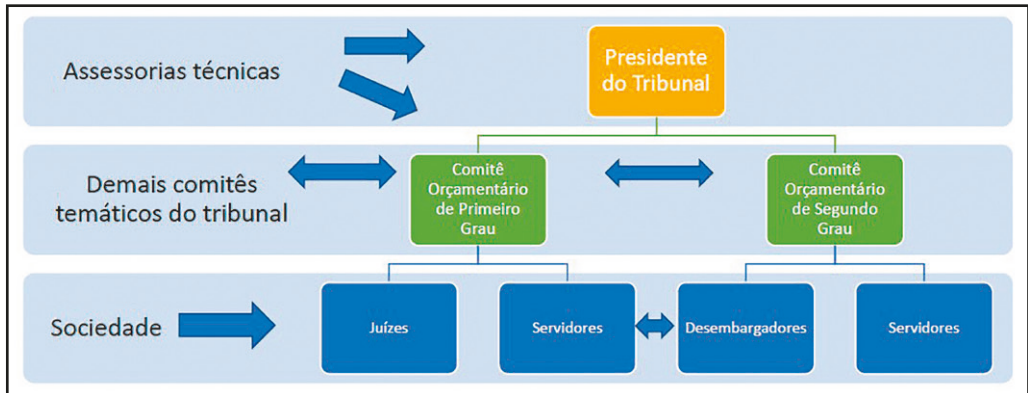 Assessorias técnicas
Presidente
do Tribunal
Demais comitês
temáticos do tribunal
Comitê
Orçamentário
de Primeiro
Grau
Comitê
Orçamentário
de Segundo
Grau
Sociedade
Juízes
Servidores
Desembargadores
Servidores